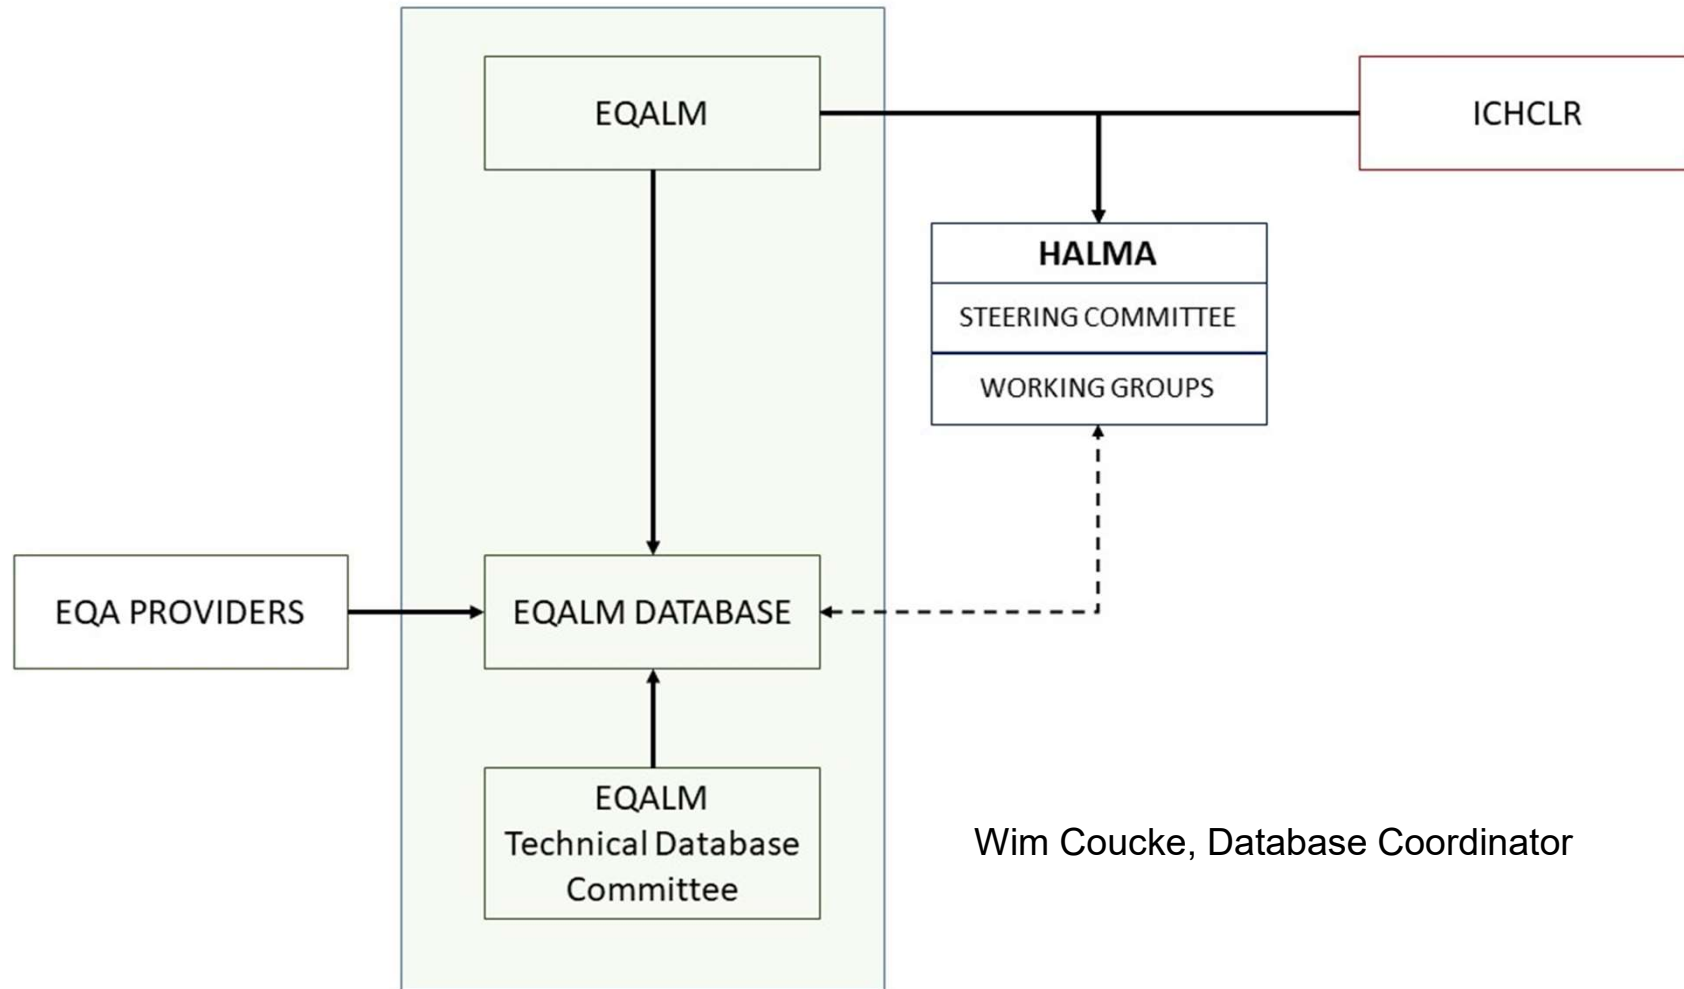 EQALM
ICHCLR
HALMA
STEERING COMMITTEE
WORKING GROUPS
EQA PROVIDERS
EQALM DATABASE
EQALM
Technical Database
Committee
Wim Coucke, Database Coordinator